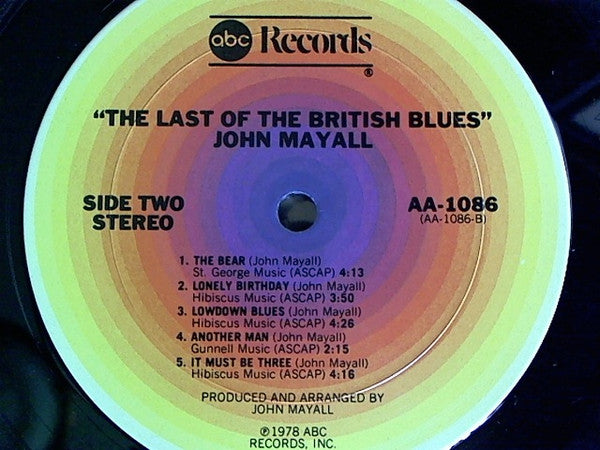 abc Records®
"THE LAST OF THE BRITISH BLUES"
JOHN MAYALL
SIDE TWO
STEREO
AA-1086
(AA-1086-B)
1. THE BEAR (John Mayall)
St. George Music (ASCAP) 4:13
2. LONELY BIRTHDAY (John Mayall)
Hibiscus Music (ASCAP) 3:50
3. LOWDOWN BLUES (John Mayall)
Hibiscus Music (ASCAP) 4:26
4. ANOTHER MAN (John Mayall)
Gunnell Music (ASCAP) 2:15
5. IT MUST BE THREE (John Mayall)
Hibiscus Music (ASCAP) 4:16
PRODUCED AND ARRANGED BY
JOHN MAYALL
℗1978 ABC
RECORDS, INC.